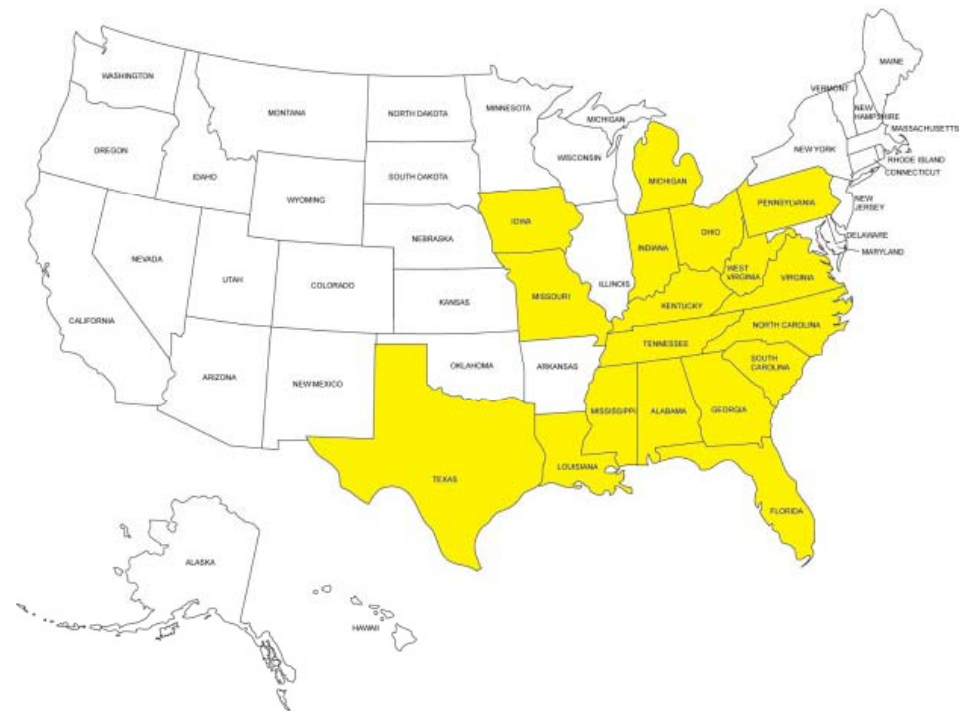 MAINE
WASHINGTON
VERMONT
MONTANA
NORTH DAKOTA
MINNESOTA
NEW
HAMPSHIRE
MICHIGAN
MASSACHUSETTS
OREGON
NEW YORK
WISCONSIN
RHODE ISLAND
CONNECTICUT
IDAHO
SOUTH DAKOTA
MICHIGAN
WYOMING
PENNSYLVANIA
NEW
JERSEY
IOWA
OHIO
DELAWARE
NEBRASKA
INDIANA
MARYLAND
NEVADA
UTAH
WEST
VIRGINIA
VIRGINIA
COLORADO
ILLINOIS
MISSOURI
KANSAS
KENTUCKY
CALIFORNIA
NORTH CAROLINA
TENNESSEE
SOUTH
CAROLINA
OKLAHOMA
ARKANSAS
ARIZONA
NEW MEXICO
MISSISSIPPI
ALABAMA
GEORGIA
LOUISIANA
TEXAS
FLORIDA
ALASKA
HAWAII